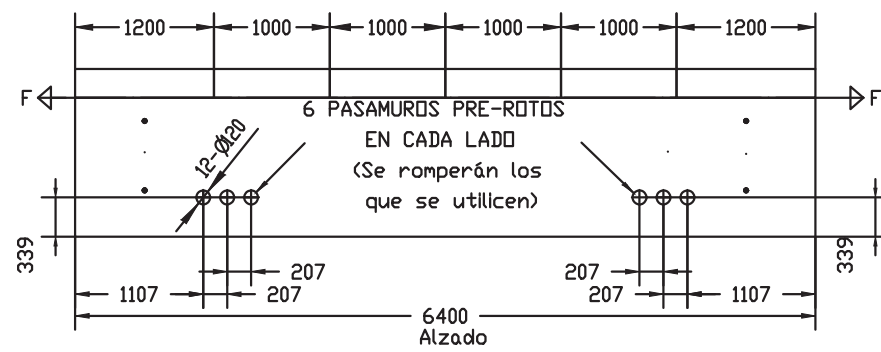 1200 1000 1000 1000 1200
F F
6 PASAMUROS PRE-ROTOS
EN CADA LADO
(Se romperán los
que se utilicen)
12-Ø120
339 339
207 207
1107 207 207 1107
6400
Alzado